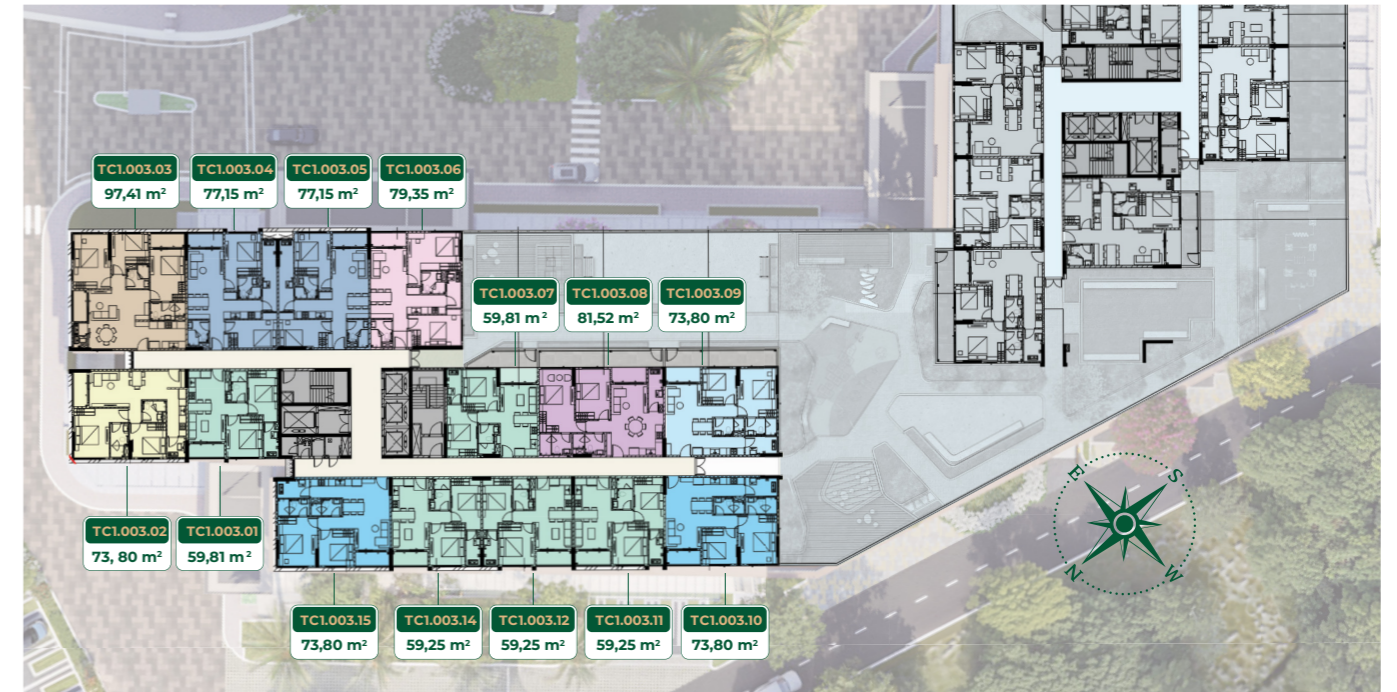 TC1.003.03
97,41 m²
TC1.003.04
77,15 m²
TC1.003.05
77,15 m²
TC1.003.06
79,35 m²
TC1.003.07
59,81 m²
TC1.003.08
81,52 m²
TC1.003.09
73,80 m²
TC1.003.02
73, 80 m²
TC1.003.01
59,81 m²
E
S
N
W
TC1.003.15
73,80 m²
TC1.003.14
59,25 m²
TC1.003.12
59,25 m²
TC1.003.11
59,25 m²
TC1.003.10
73,80 m²